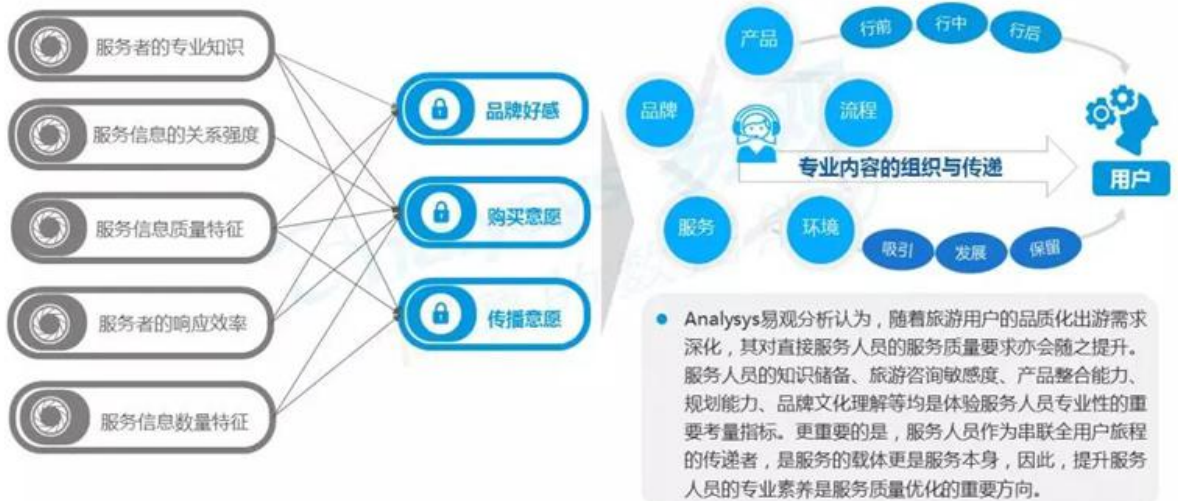 服务者的专业知识
服务信息的关系强度
服务信息质量特征
服务者的响应效率
服务信息数量特征
品牌好感
购买意愿
传播意愿
产品
行前
行中
行后
品牌
流程
专业内容的组织与传递
用户
服务
环境
吸引
发展
保留
Analysys易观分析认为，随着旅游用户的品质化出游需求
深化，其对直接服务人员的服务质量要求亦会随之提升。
服务人员的知识储备、旅游咨询敏感度、产品整合能力、
规划能力、品牌文化理解等均是体验服务人员专业性的重
要考量指标。更重要的是，服务人员作为串联全用户旅程
的传递者，是服务的载体更是服务本身，因此，提升服务
人员的专业素养是服务质量优化的重要方向。